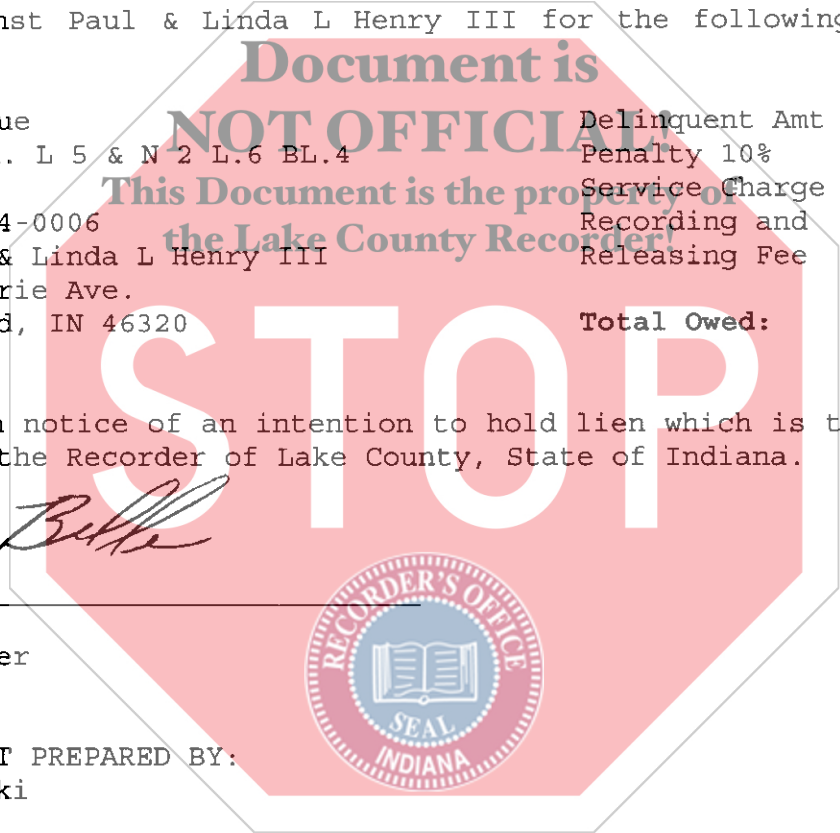 nst Paul & Linda L Henry III for the following
Document is
ue Delinquent Amt
NOT OFFICIAL!
. L 5 & N 2 L.6 BL.4 Penalty 10%
This Document is the property of
Service Charge
4-0006 Recording and
the Lake County Recorder!
& Linda L Henry III Releasing Fee
rie Ave.
d, IN 46320 Total Owed:
STOP
n notice of an intention to hold lien which is t
the Recorder of Lake County, State of Indiana.
RECORDER'S OFFICE
SEAL
INDIANA
er
T PREPARED BY:
ki